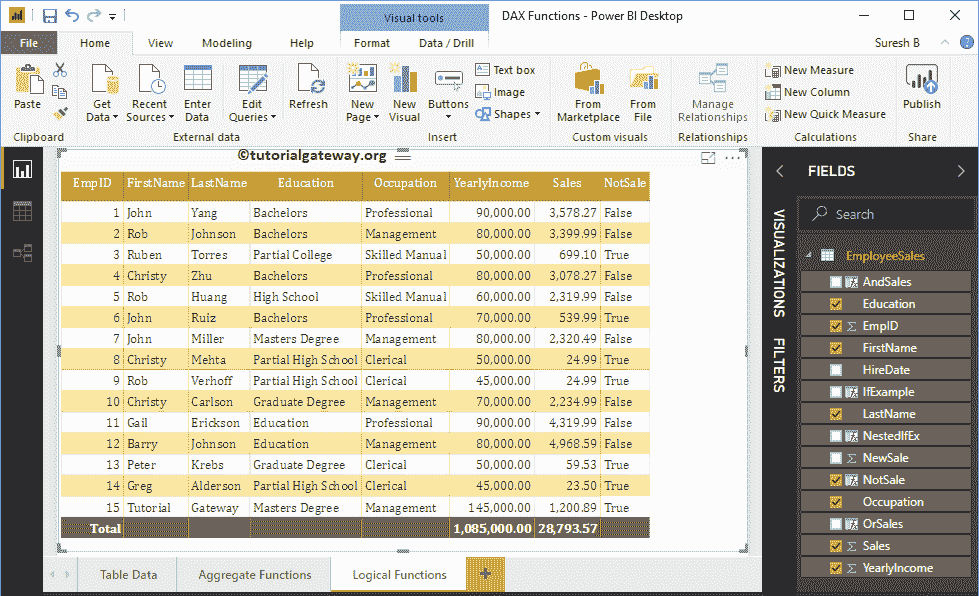 Visual tools
DAX Functions - Power BI Desktop
File Home View Modeling Help Format Data / Drill Suresh B
Paste
Get Data
Recent Sources
Enter Data
Edit Queries
Refresh
New Page
New Visual
Buttons
Text box
Image
Shapes
From Marketplace
From File
Manage Relationships
New Measure
New Column
New Quick Measure
Publish
Clipboard External data Insert Custom visuals Relationships Calculations Share
©tutorialgateway.org
EmpID FirstName LastName Education Occupation YearlyIncome Sales NotSale
1 John Yang Bachelors Professional 90,000.00 3,578.27 False
2 Rob Johnson Bachelors Management 80,000.00 3,399.99 False
3 Ruben Torres Partial College Skilled Manual 50,000.00 699.10 True
4 Christy Zhu Bachelors Professional 80,000.00 3,078.27 False
5 Rob Huang High School Skilled Manual 60,000.00 2,319.99 False
6 John Ruiz Bachelors Professional 70,000.00 539.99 True
7 John Miller Masters Degree Management 80,000.00 2,320.49 False
8 Christy Mehta Partial High School Clerical 50,000.00 24.99 True
9 Rob Verhoff Partial High School Clerical 45,000.00 24.99 True
10 Christy Carlson Graduate Degree Management 70,000.00 2,234.99 False
11 Gail Erickson Education Professional 90,000.00 4,319.99 False
12 Barry Johnson Education Management 80,000.00 4,968.59 False
13 Peter Krebs Graduate Degree Clerical 50,000.00 59.53 True
14 Greg Alderson Partial High School Clerical 45,000.00 23.50 True
15 Tutorial Gateway Masters Degree Management 145,000.00 1,200.89 True
Total 1,085,000.00 28,793.57
Table Data Aggregate Functions Logical Functions +
VISUALIZATIONS
FILTERS
FIELDS
Search
EmployeeSales
AndSales
Education
Σ EmpID
FirstName
HireDate
IfExample
LastName
NestedIfEx
Σ NewSale
NotSale
Occupation
OrSales
Σ Sales
Σ YearlyIncome